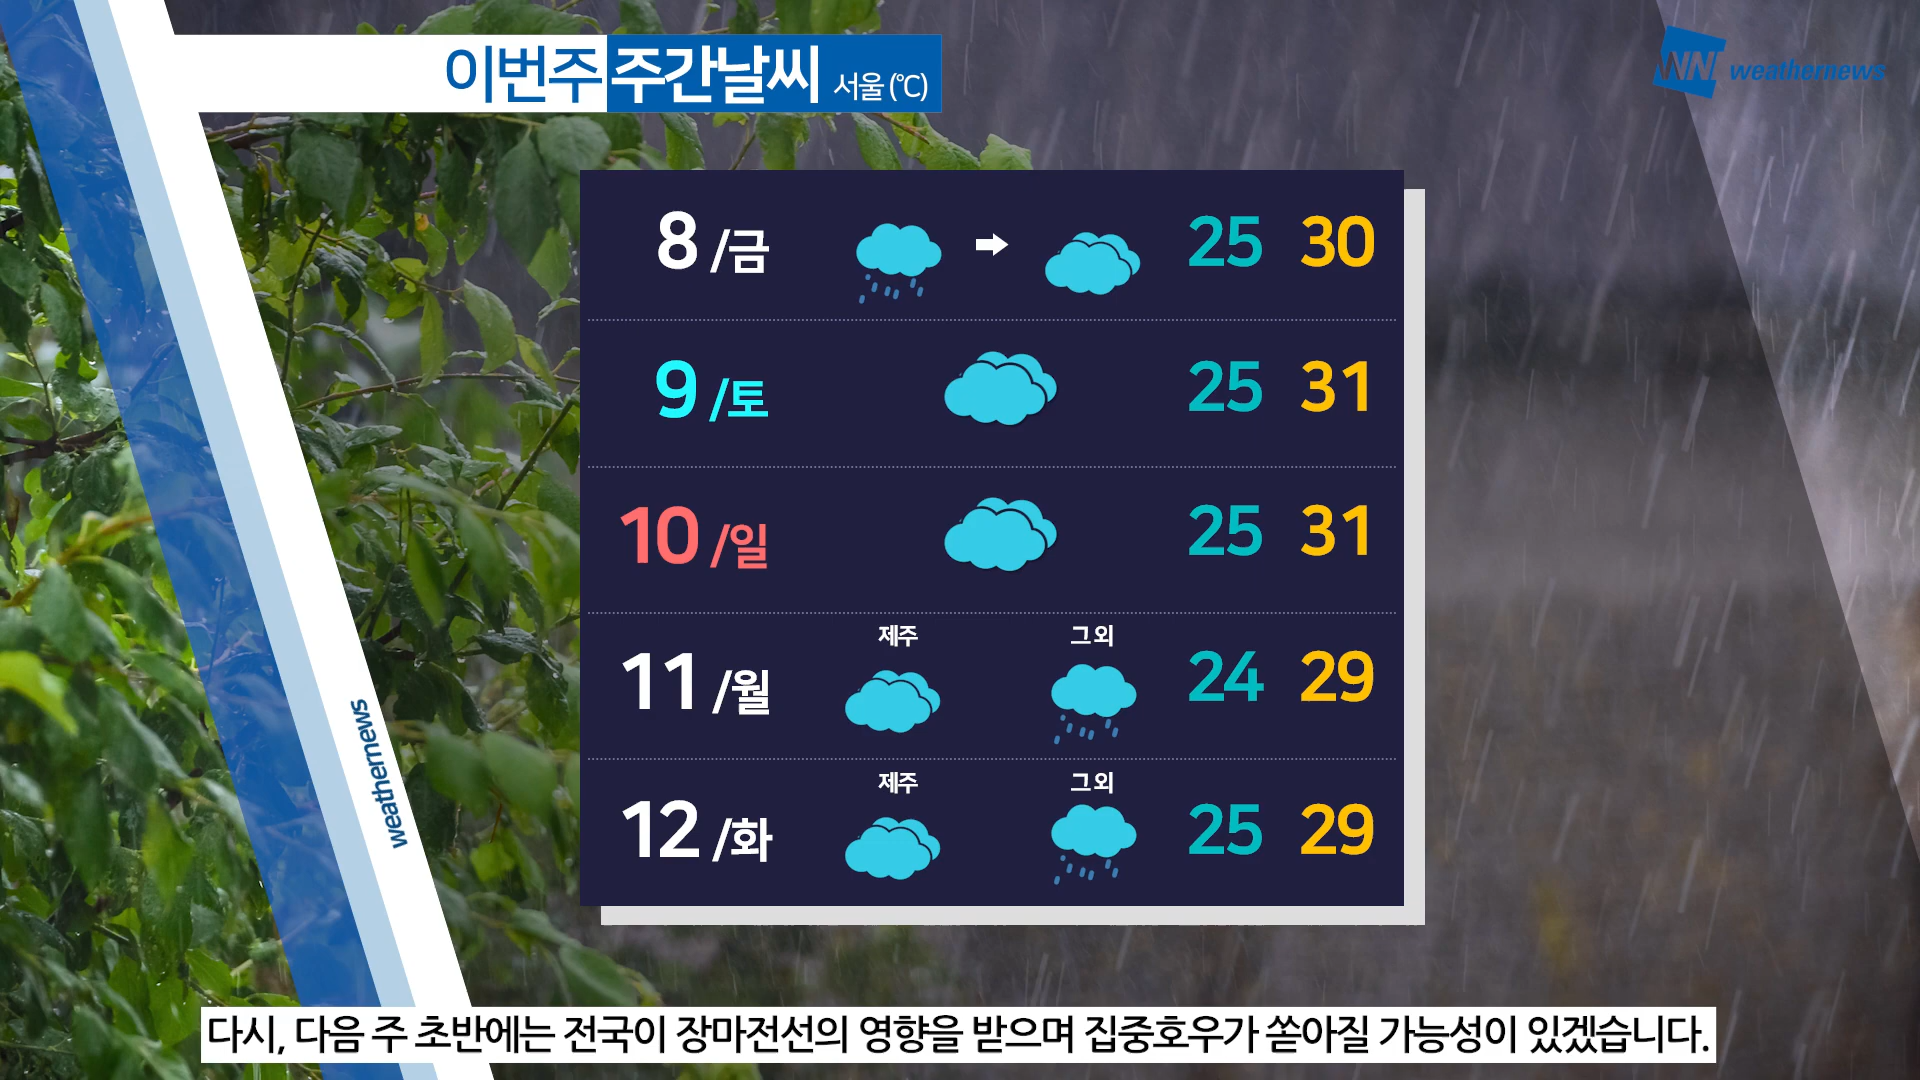 이번주 주간날씨 서울 (℃)
WNI weathernews
8 /금 25 30
9 /토 25 31
10 /일 25 31
제주 그 외
11 /월 24 29
제주 그 외
12 /화 25 29
weathernews
다시, 다음 주 초반에는 전국이 장마전선의 영향을 받으며 집중호우가 쏟아질 가능성이 있겠습니다.